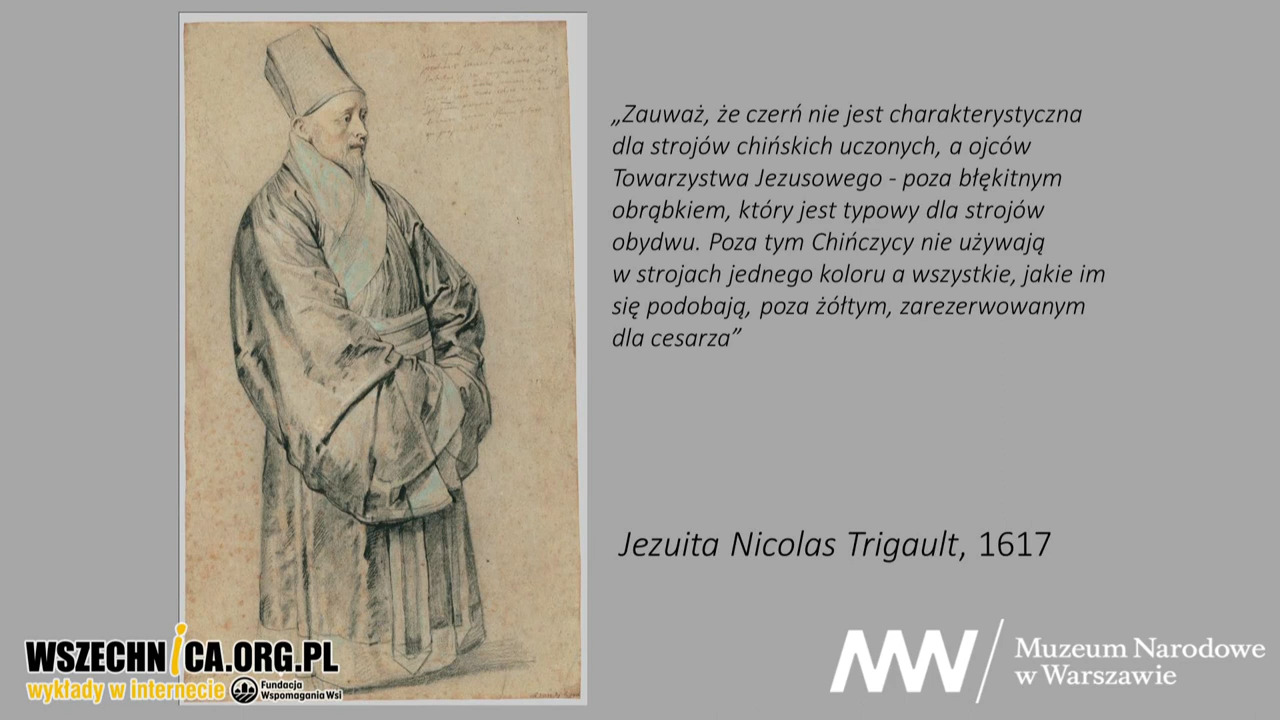 „Zauważ, że czerń nie jest charakterystyczna
dla strojów chińskich uczonych, a ojców
Towarzystwa Jezusowego - poza błękitnym
obrąbkiem, który jest typowy dla strojów
obydwu. Poza tym Chińczycy nie używają
w strojach jednego koloru a wszystkie, jakie im
się podobają, poza żółtym, zarezerwowanym
dla cesarza”
Jezuita Nicolas Trigault, 1617
WSZECHNiCA.ORG.PL
wykłady w internecie
Fundacja
Wspomagania Wsi
MNW
Muzeum Narodowe
w Warszawie